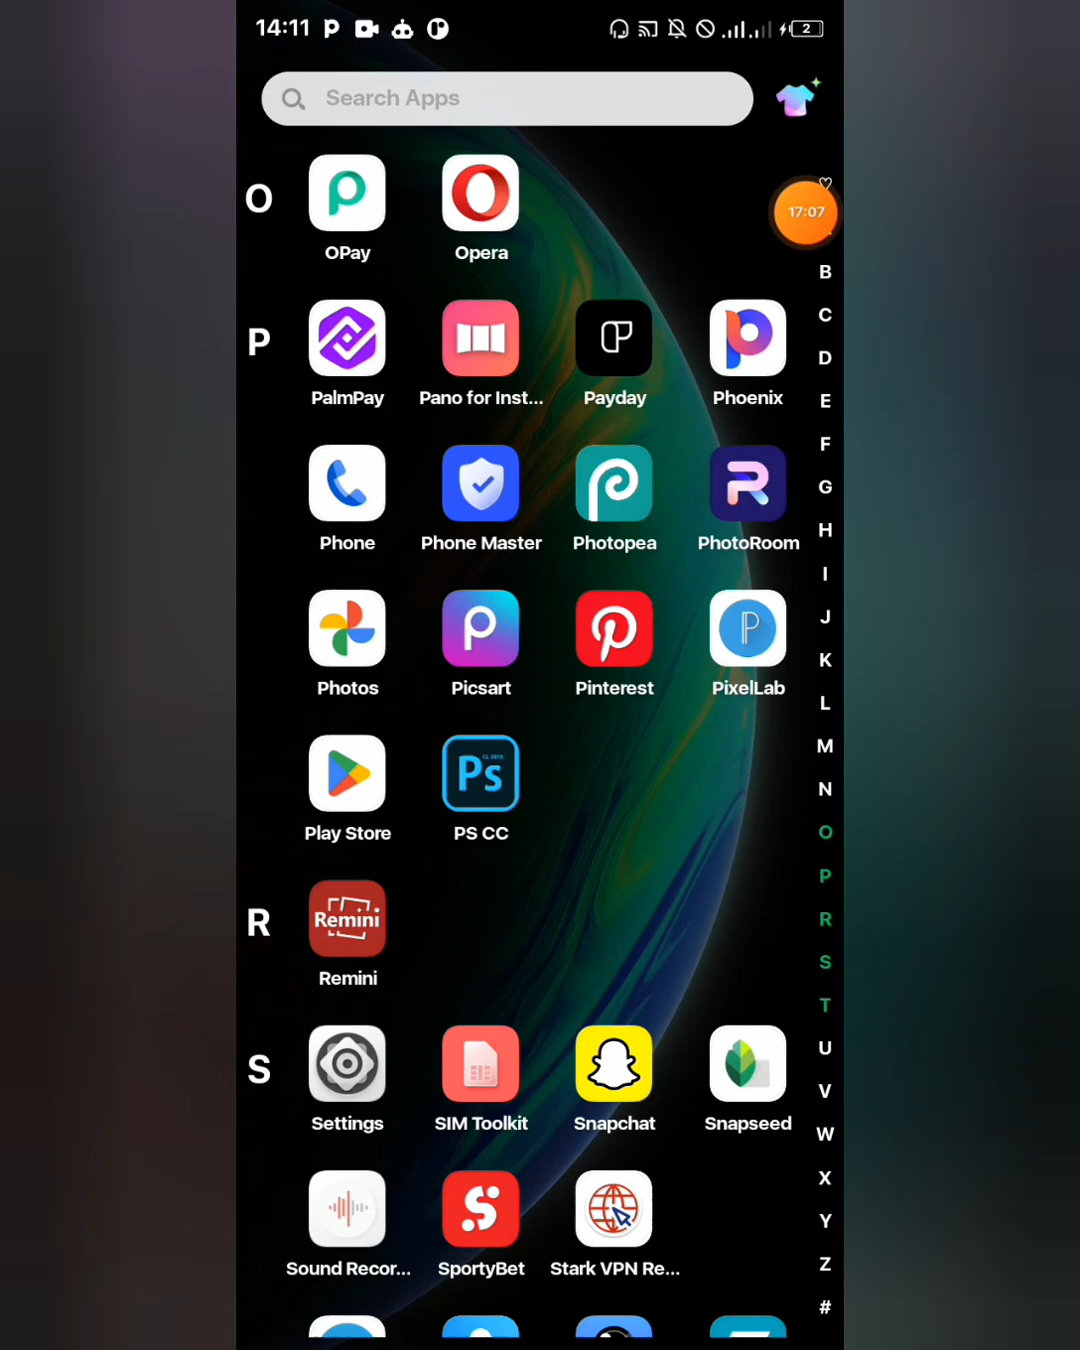 14:11
2
Search Apps
17:07
O
OPay
Opera
P
PalmPay
Pano for Inst...
Payday
Phoenix
Phone
Phone Master
Photopea
PhotoRoom
Photos
Picsart
Pinterest
PixelLab
Ps
Play Store
PS CC
R
Remini
Remini
S
Settings
SIM Toolkit
Snapchat
Snapseed
Sound Recor...
SportyBet
Stark VPN Re...
B
C
D
E
F
G
H
I
J
K
L
M
N
O
P
R
S
T
U
V
W
X
Y
Z
#